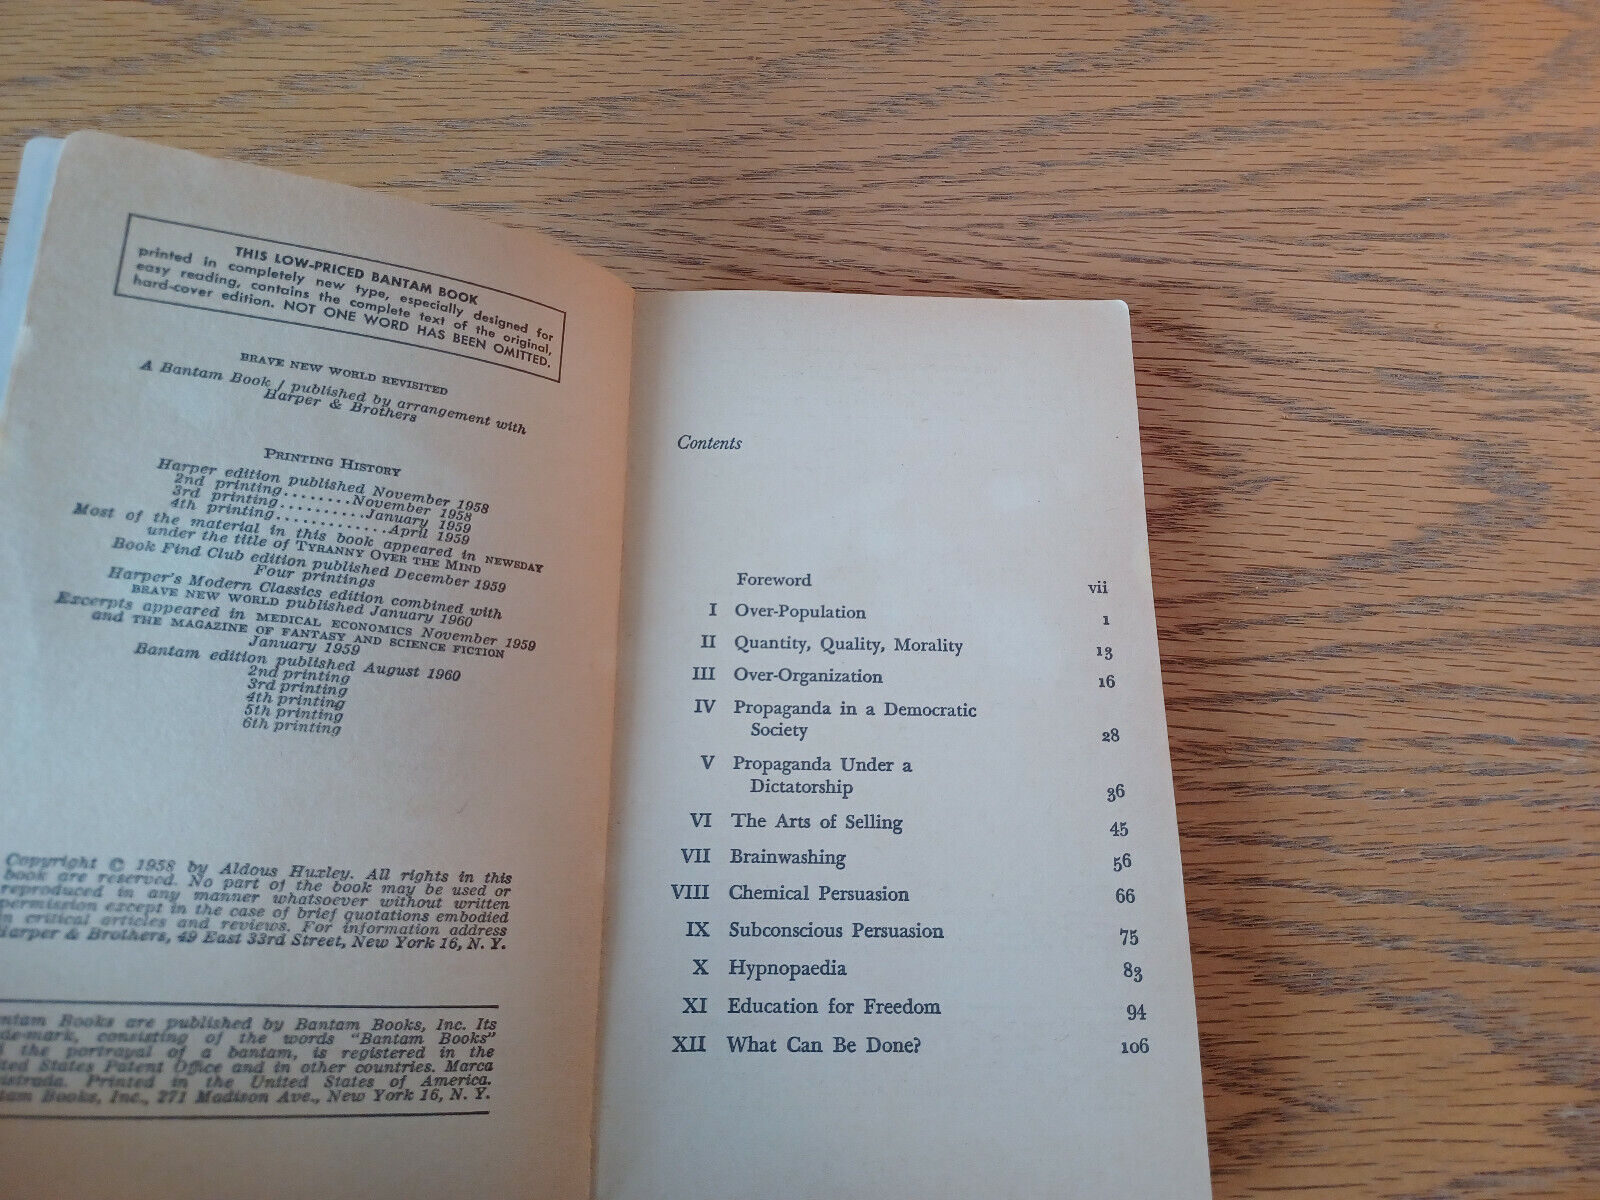 THIS LOW-PRICED BANTAM BOOK
printed in completely new type, especially designed for
easy reading, contains the complete text of the original,
hard-cover edition. NOT ONE WORD HAS BEEN OMITTED.
BRAVE NEW WORLD REVISITED
A Bantam Book / published by arrangement with
Harper & Brothers
PRINTING HISTORY
Harper edition published November 1958
2nd printing.........November 1958
3rd printing..........January 1959
4th printing.............April 1959
Most of the material in this book appeared in NEWSDAY
under the title of TYRANNY OVER THE MIND
Book Find Club edition published December 1959
Four printings
Harper's Modern Classics edition combined with
BRAVE NEW WORLD published January 1960
Excerpts appeared in MEDICAL ECONOMICS November 1959
and THE MAGAZINE OF FANTASY AND SCIENCE FICTION
January 1959
Bantam edition published August 1960
2nd printing
3rd printing
4th printing
5th printing
6th printing
Copyright © 1958 by Aldous Huxley. All rights in this
book are reserved. No part of the book may be used or
reproduced in any manner whatsoever without written
permission except in the case of brief quotations embodied
in critical articles and reviews. For information address
Harper & Brothers, 49 East 33rd Street, New York 16, N. Y.
Books are published by Bantam Books, Inc. Its
consisting of the words "Bantam Books"
the portrayal of a bantam, is registered in the
States Patent Office and in other countries. Marca
Printed in the United States of America.
Books, Inc., 271 Madison Ave., New York 16, N. Y.
Contents
Foreword vii
I Over-Population 1
II Quantity, Quality, Morality 13
III Over-Organization 16
IV Propaganda in a Democratic
Society 28
V Propaganda Under a
Dictatorship 36
VI The Arts of Selling 45
VII Brainwashing 56
VIII Chemical Persuasion 66
IX Subconscious Persuasion 75
X Hypnopaedia 83
XI Education for Freedom 94
XII What Can Be Done? 106